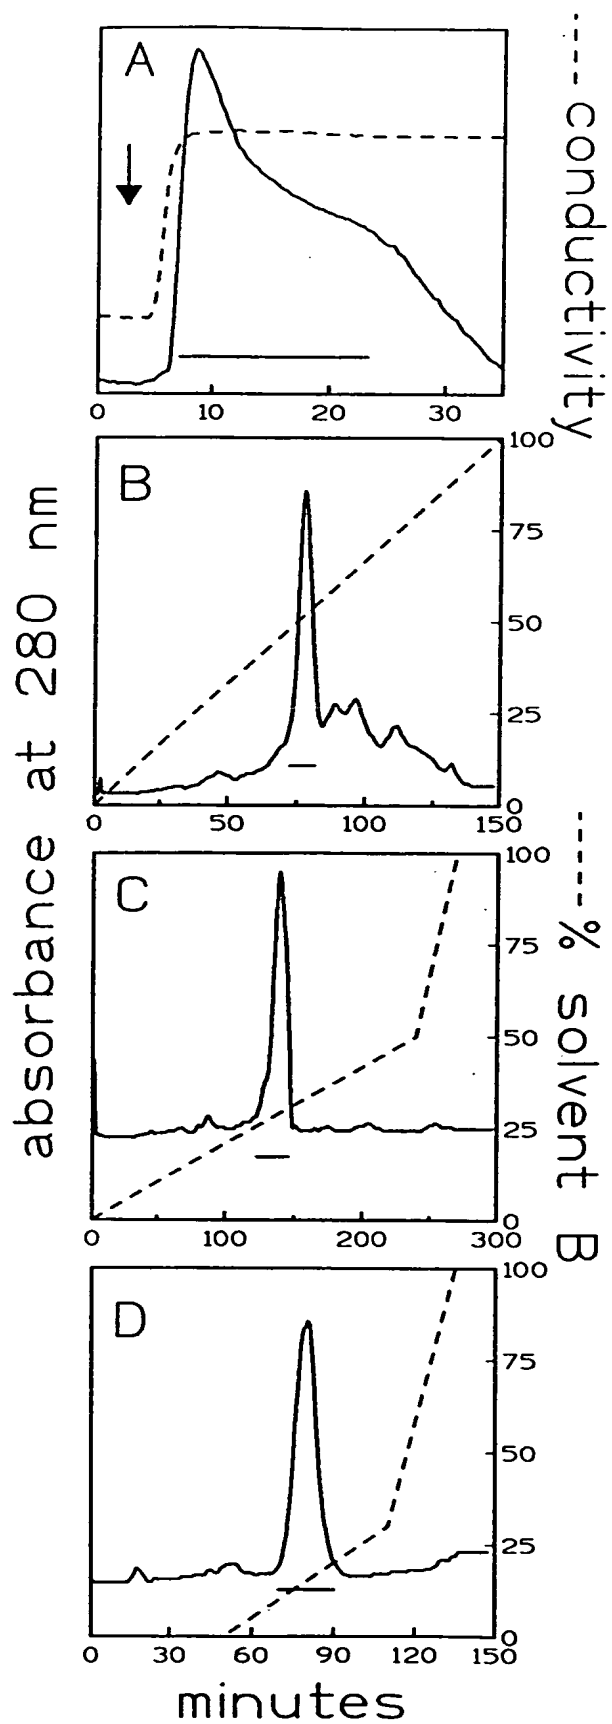 A
0 10 20 30
---- conductivity
B
100
75
50
25
0
0 50 100 150
absorbance at 280 nm
C
100
75
50
25
0
0 100 200 300
----- % solvent B
D
100
75
50
25
0
0 30 60 90 120 150
minutes